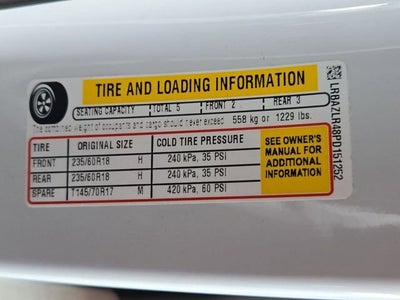 TIRE AND LOADING INFORMATION
SEATING CAPACITY TOTAL 5 FRONT 2 REAR 3
The combined weight of occupants and cargo should never exceed 558 kg or 1229 lbs.
TIRE ORIGINAL SIZE COLD TIRE PRESSURE
FRONT 235/60R18 H 240 kPa, 35 PSI
REAR 235/60R18 H 240 kPa, 35 PSI
SPARE T145/70R17 M 420 kPa, 60 PSI
SEE OWNER'S
MANUAL FOR
ADDITIONAL
INFORMATION
LRBAZLR48PD151252